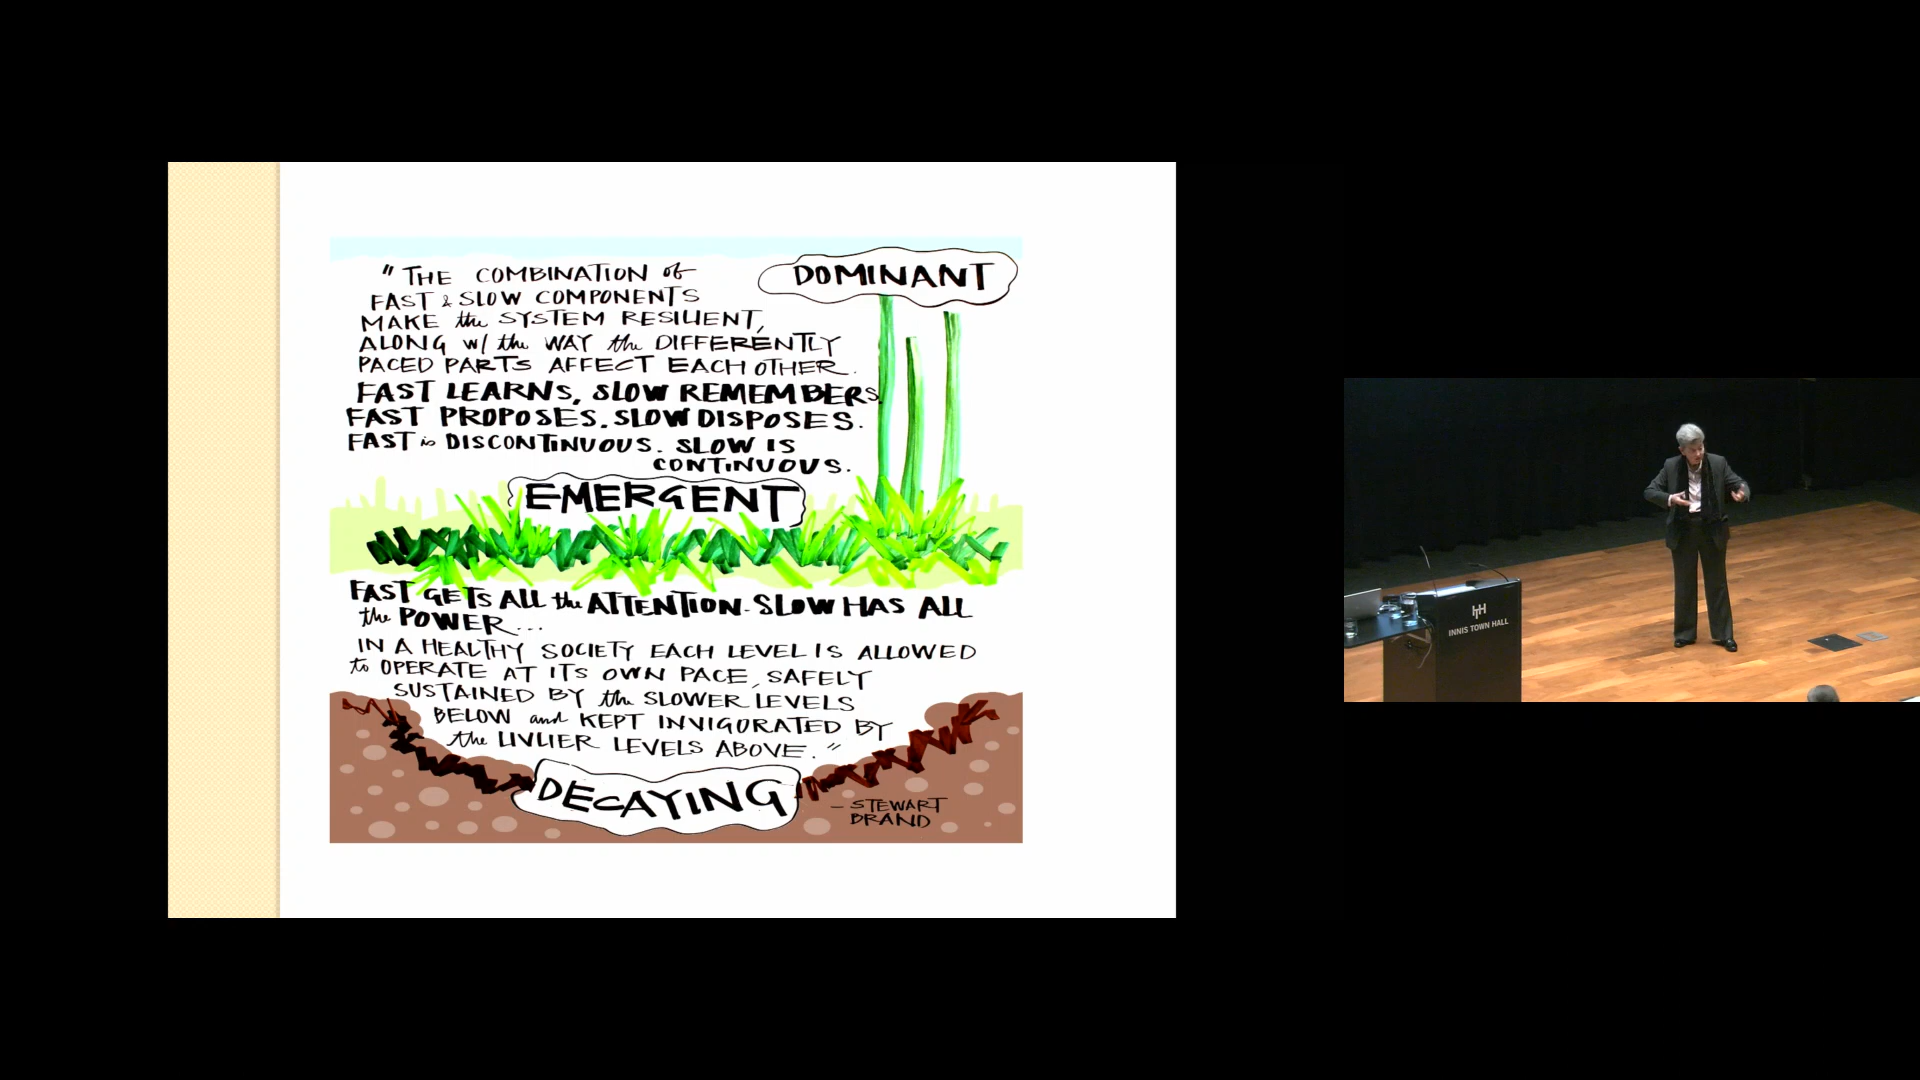 DOMINANT
" THE COMBINATION of
FAST & SLOW COMPONENTS
MAKE the SYSTEM RESILIENT,
ALONG w/ the WAY the DIFFERENTLY
PACED PARTS AFFECT EACH OTHER.
FAST LEARNS, SLOW REMEMBERS.
FAST PROPOSES. SLOW DISPOSES.
FAST is DISCONTINUOUS. SLOW IS
CONTINUOUS.
EMERGENT
FAST GETS ALL the ATTENTION. SLOW HAS ALL
the POWER...
IN A HEALTHY SOCIETY EACH LEVEL IS ALLOWED
to OPERATE AT ITS OWN PACE, SAFELY
SUSTAINED BY the SLOWER LEVELS
BELOW and KEPT INVIGORATED BY
the LIVLIER LEVELS ABOVE."
DECAYING
- STEWART
BRAND
ITH
INNIS TOWN HALL